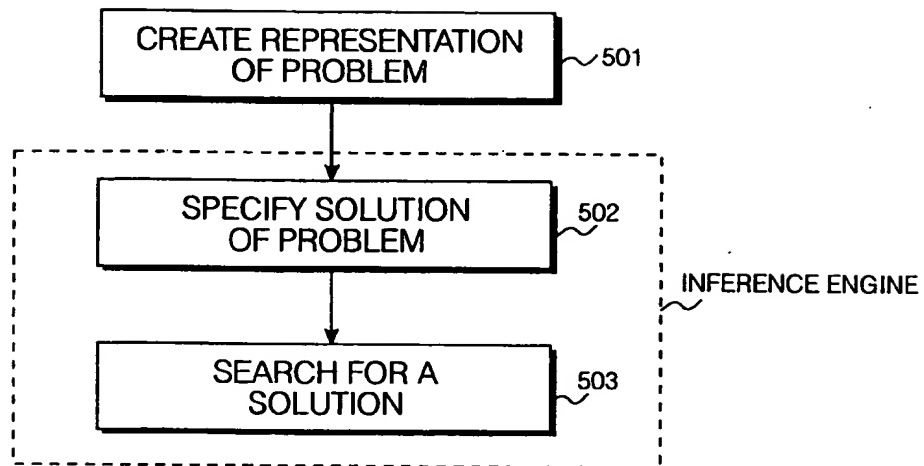 CREATE REPRESENTATION
OF PROBLEM
501
SPECIFY SOLUTION
OF PROBLEM
502
INFERENCE ENGINE
SEARCH FOR A
SOLUTION
503